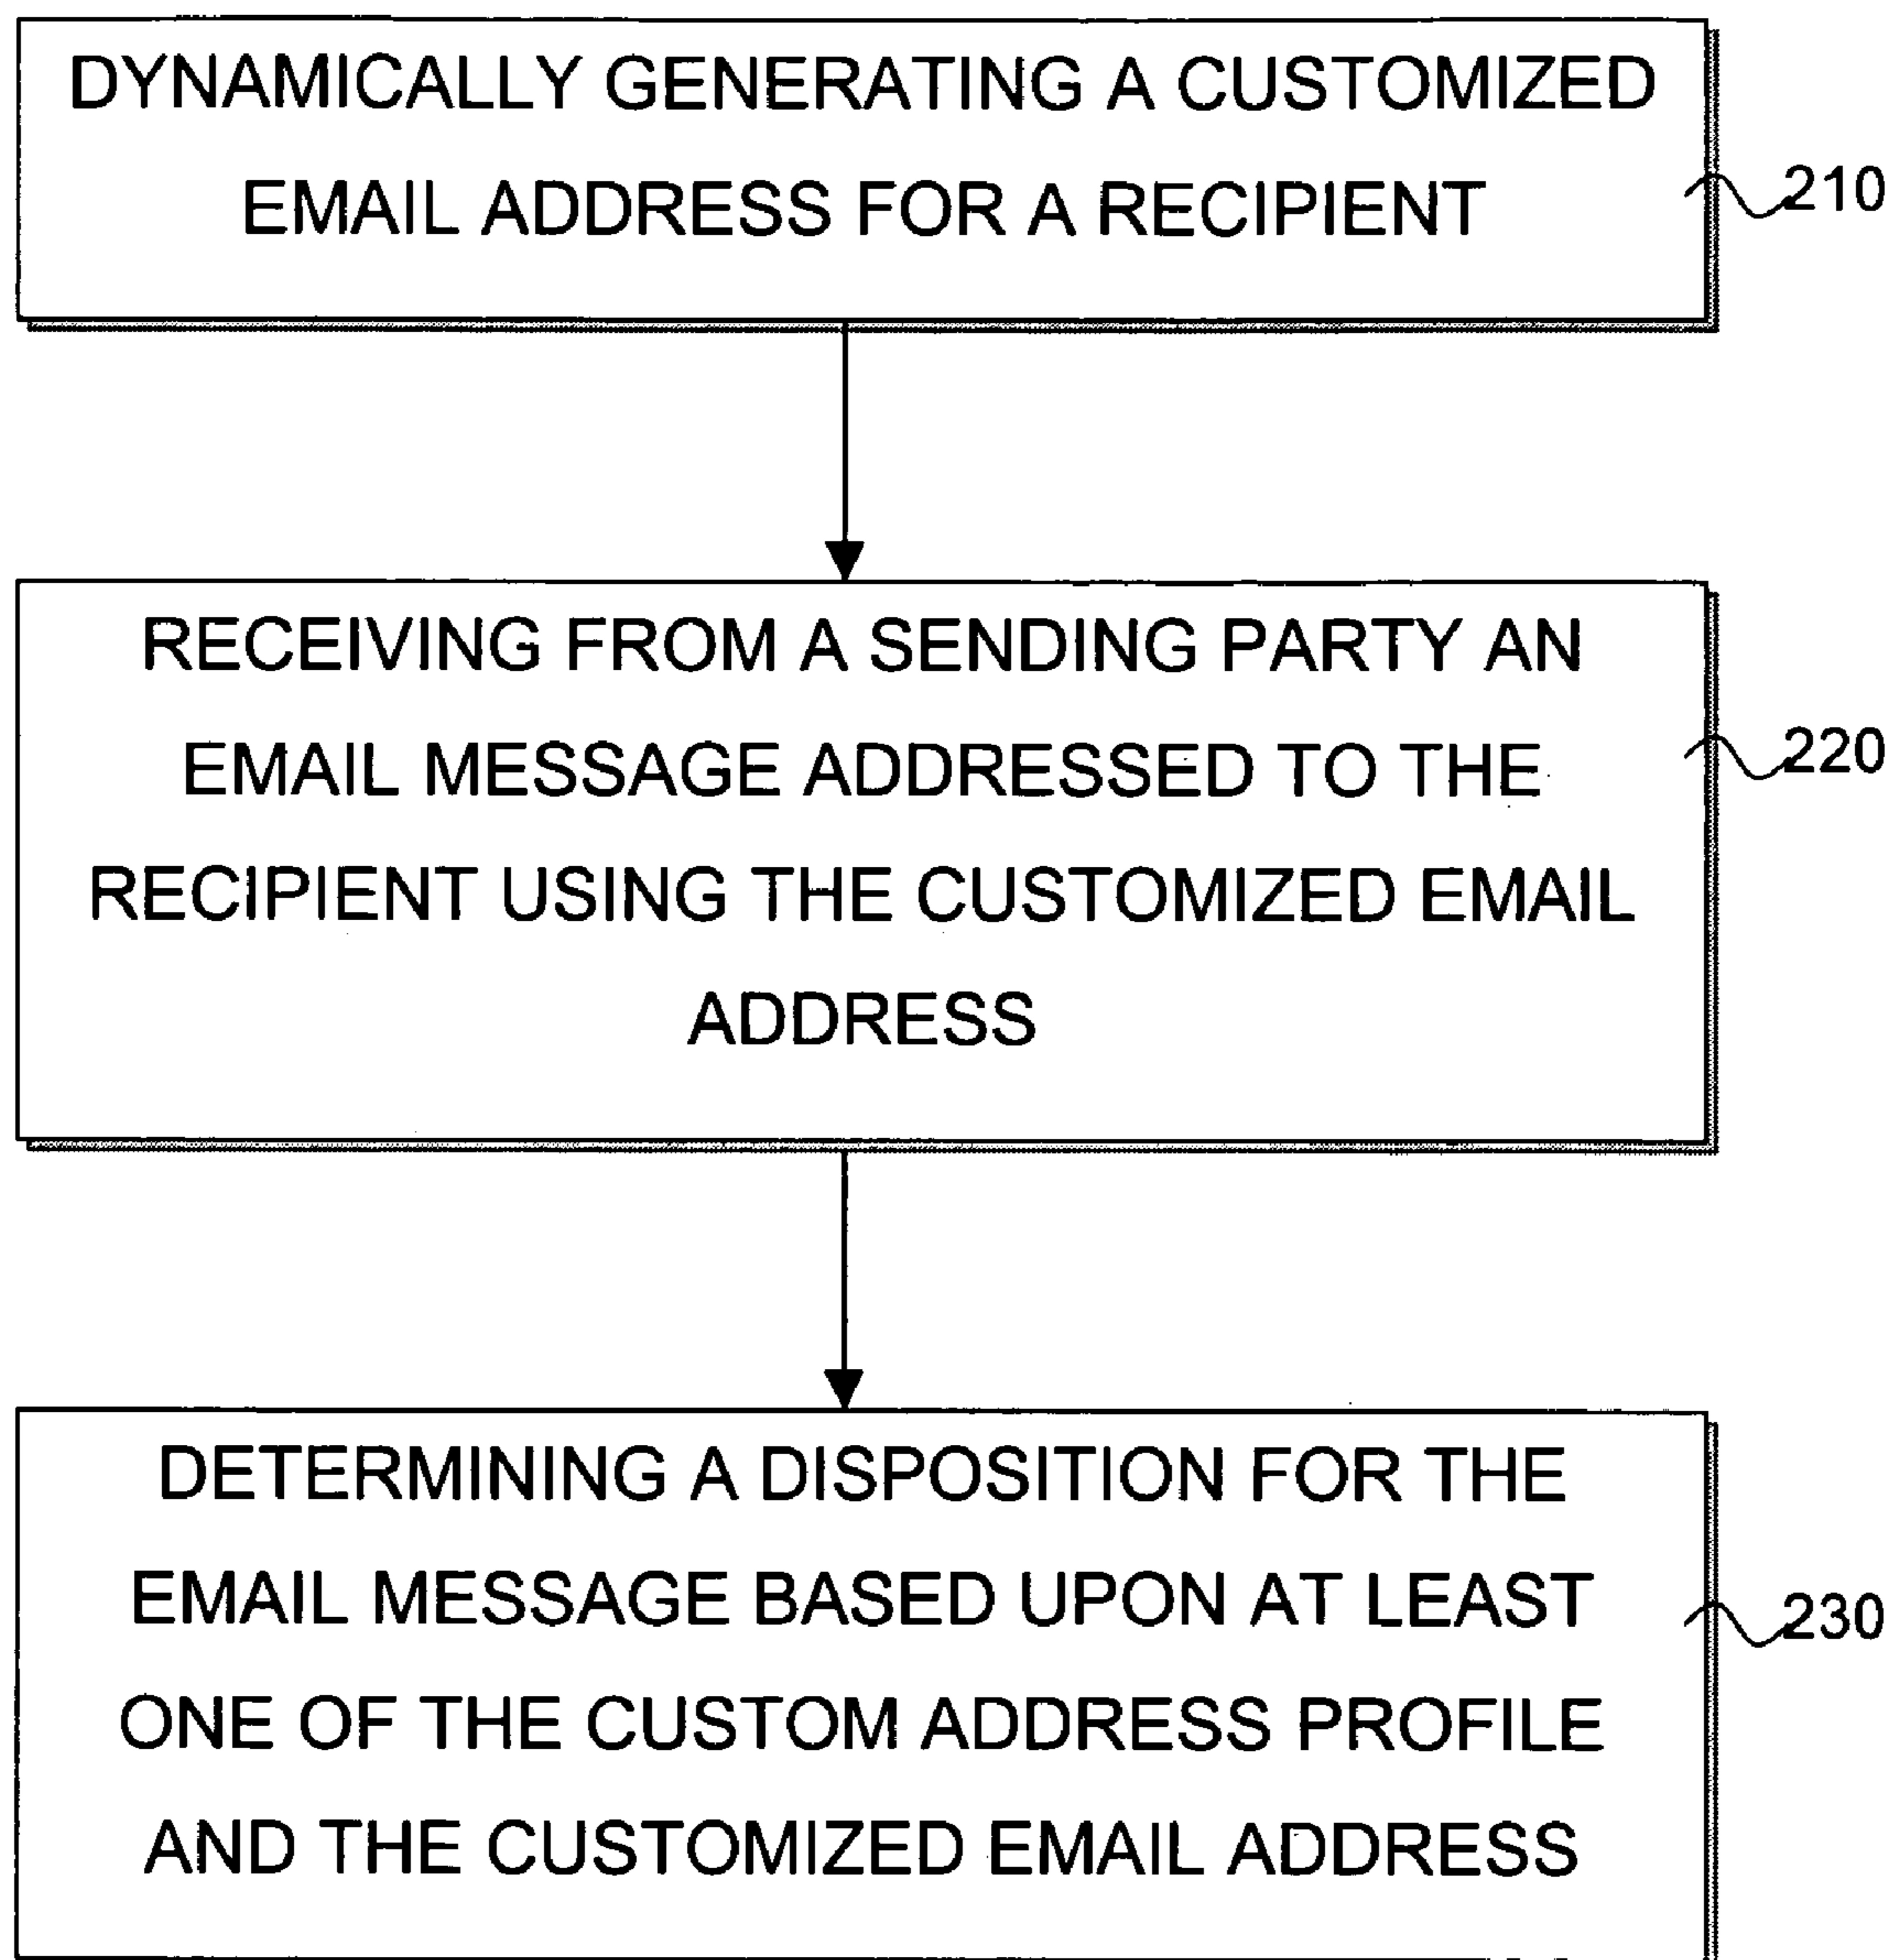 DYNAMICALLY GENERATING A CUSTOMIZED
EMAIL ADDRESS FOR A RECIPIENT
210
RECEIVING FROM A SENDING PARTY AN
EMAIL MESSAGE ADDRESSED TO THE
RECIPIENT USING THE CUSTOMIZED EMAIL
ADDRESS
220
DETERMINING A DISPOSITION FOR THE
EMAIL MESSAGE BASED UPON AT LEAST
ONE OF THE CUSTOM ADDRESS PROFILE
AND THE CUSTOMIZED EMAIL ADDRESS
230